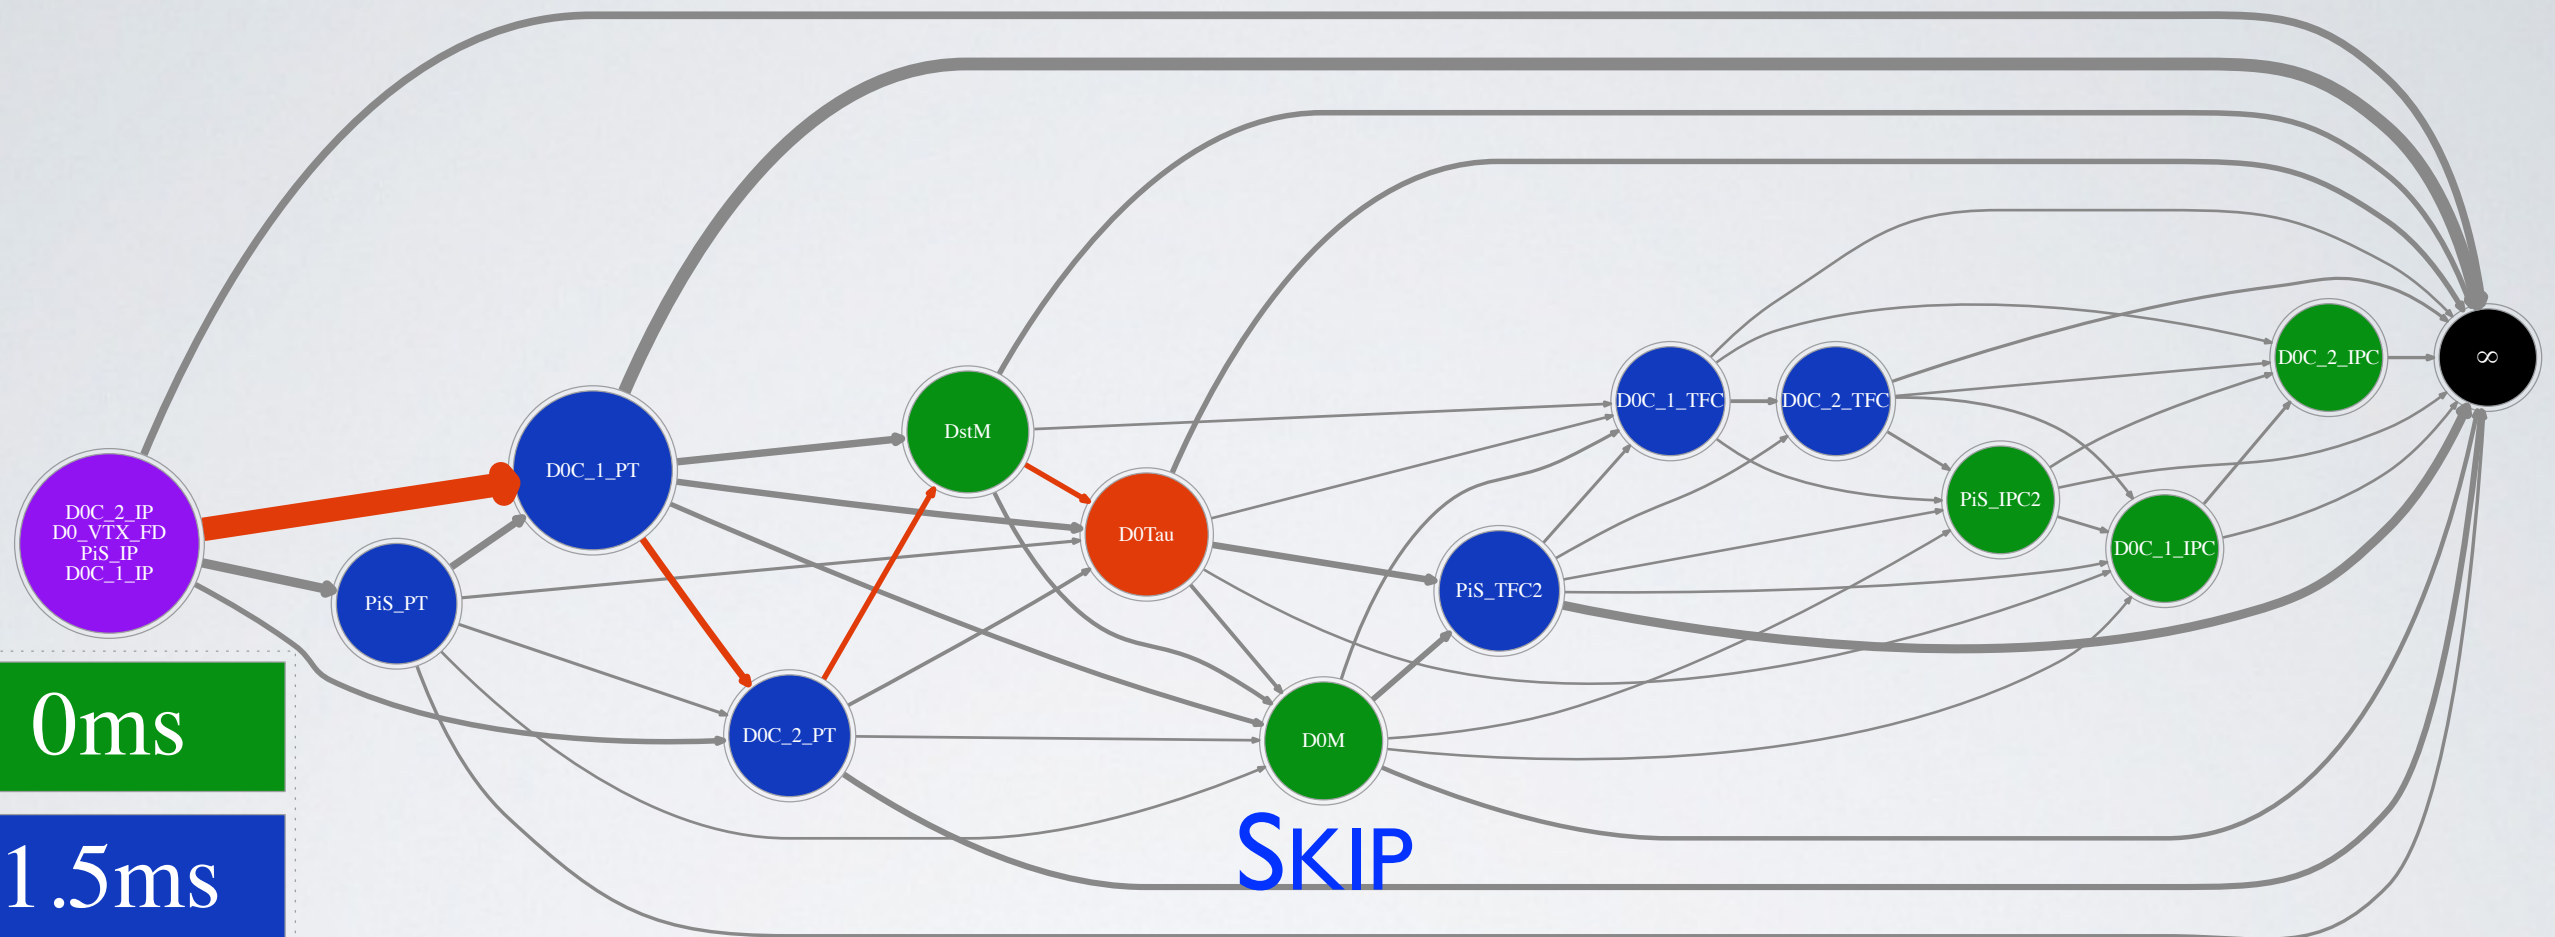 D0C_2_IP
D0_VTX_FD
PiS_IP
D0C_1_IP
PiS_PT
D0C_1_PT
D0C_2_PT
DstM
D0Tau
D0M
PiS_TFC2
D0C_1_TFC
D0C_2_TFC
PiS_IPC2
D0C_1_IPC
D0C_2_IPC
∞
0ms
1.5ms
SKIP